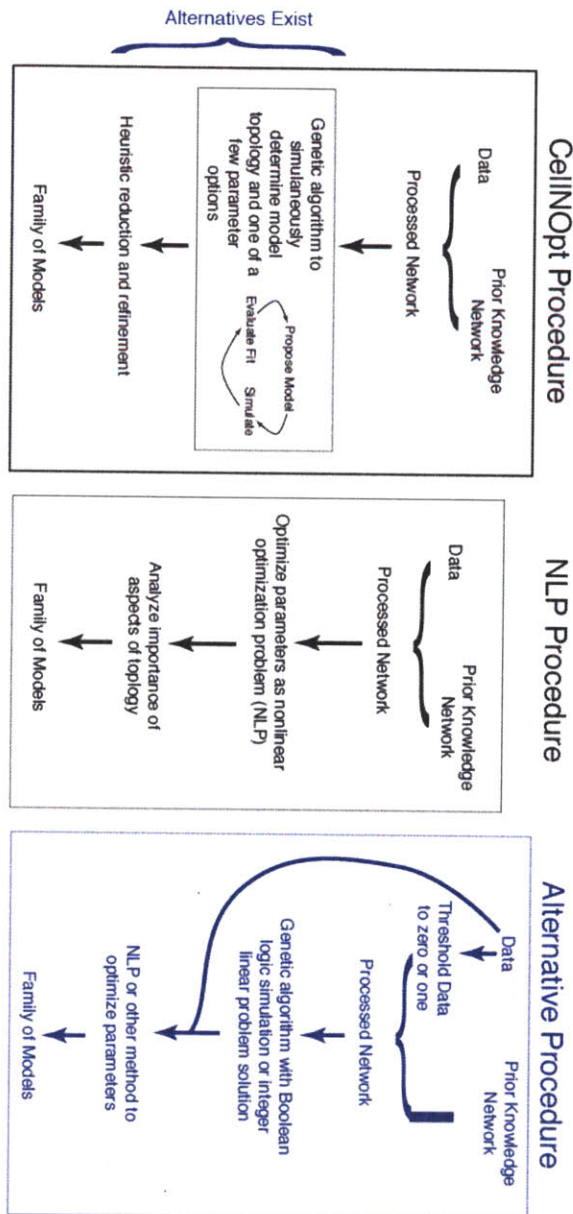 Alternatives Exist
CellNOpt Procedure
Data
Prior Knowledge
Network
Processed Network
Genetic algorithm to
simultaneously
determine model
topology and one of a
few parameter
options
Propose Model
Simulate
Evaluate Fit
Heuristic reduction and refinement
Family of Models
NLP Procedure
Data
Prior Knowledge
Network
Processed Network
Optimize parameters as nonlinear
optimization problem (NLP)
Analyze importance of
aspects of toplogy
Family of Models
Alternative Procedure
Data
Prior Knowledge
Network
Threshold Data
to zero or one
Processed Network
Genetic algorithm with Boolean
logic simulation or integer
linear problem solution
NLP or other method to
optimize parameters
Family of Models